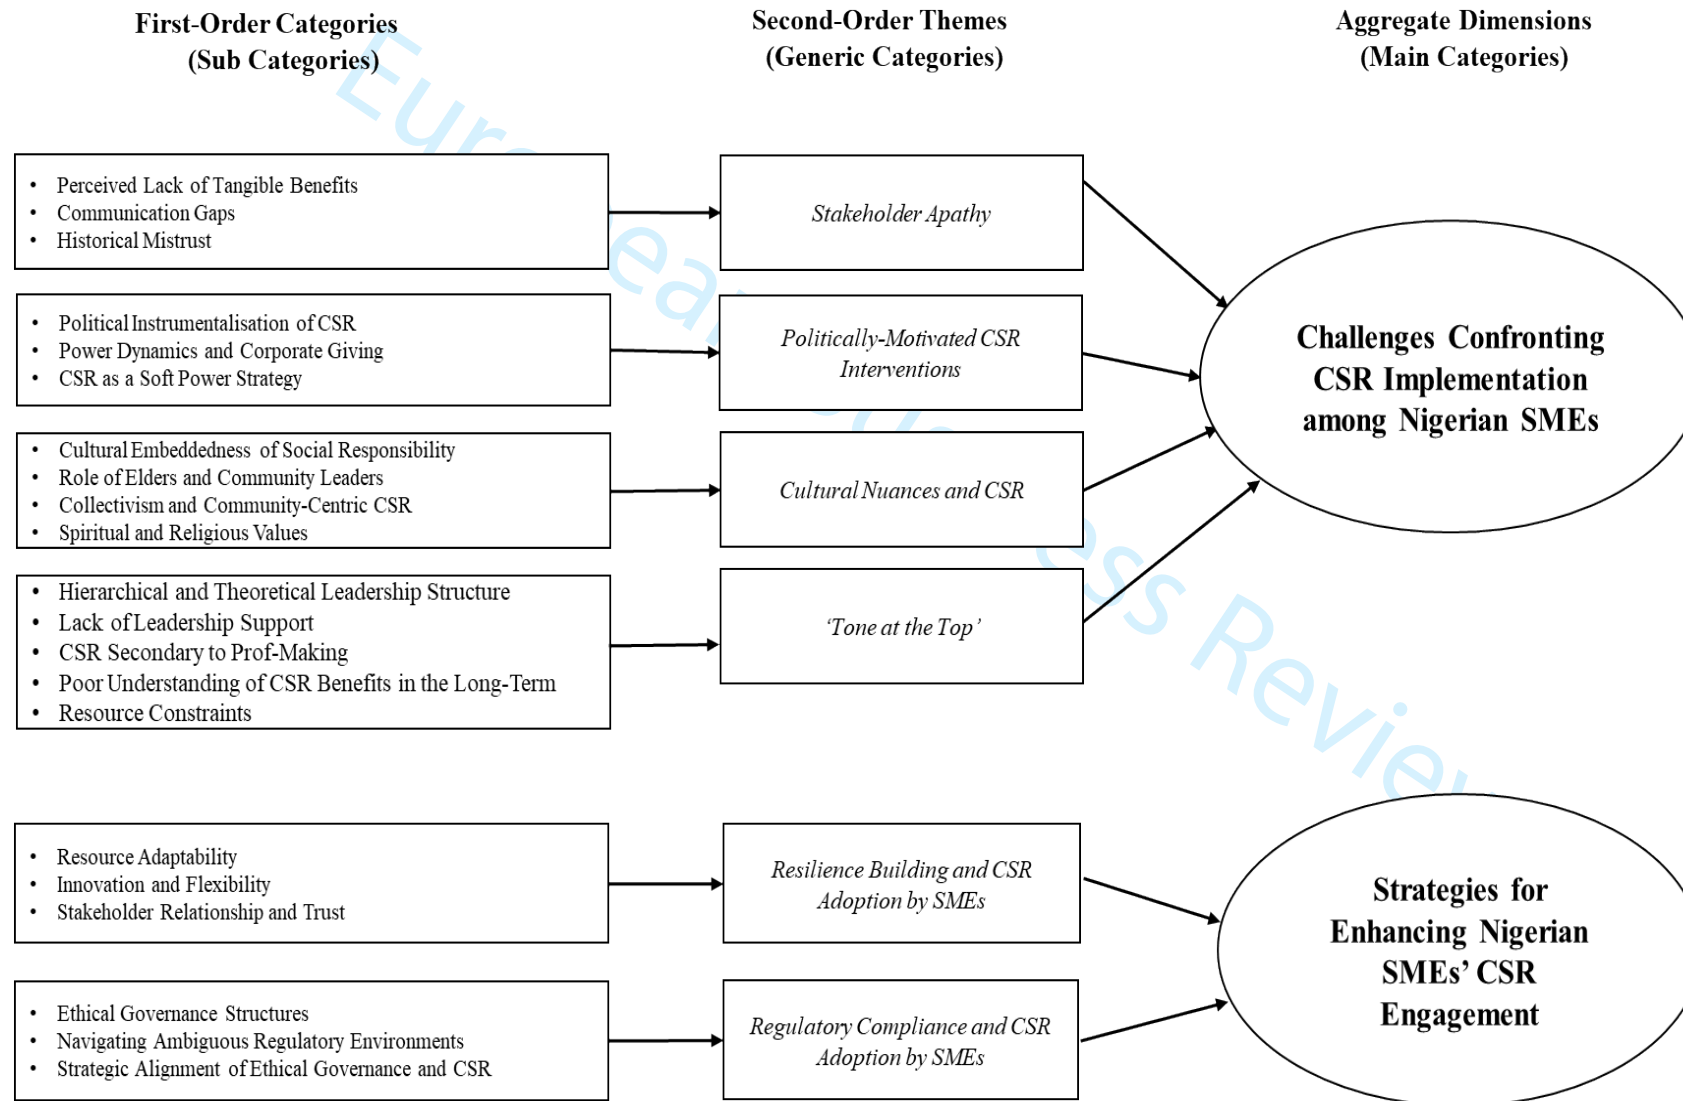 First-Order Categories
(Sub Categories)
Second-Order Themes
(Generic Categories)
Aggregate Dimensions
(Main Categories)
• Perceived Lack of Tangible Benefits
• Communication Gaps
• Historical Mistrust
Stakeholder Apathy
• Political Instrumentalisation of CSR
• Power Dynamics and Corporate Giving
• CSR as a Soft Power Strategy
Politically-Motivated CSR
Interventions
• Cultural Embeddedness of Social Responsibility
• Role of Elders and Community Leaders
• Collectivism and Community-Centric CSR
• Spiritual and Religious Values
Cultural Nuances and CSR
• Hierarchical and Theoretical Leadership Structure
• Lack of Leadership Support
• CSR Secondary to Prof-Making
• Poor Understanding of CSR Benefits in the Long-Term
• Resource Constraints
‘Tone at the Top’
Challenges Confronting
CSR Implementation
among Nigerian SMEs
• Resource Adaptability
• Innovation and Flexibility
• Stakeholder Relationship and Trust
Resilience Building and CSR
Adoption by SMEs
• Ethical Governance Structures
• Navigating Ambiguous Regulatory Environments
• Strategic Alignment of Ethical Governance and CSR
Regulatory Compliance and CSR
Adoption by SMEs
Strategies for
Enhancing Nigerian
SMEs’ CSR
Engagement
Review